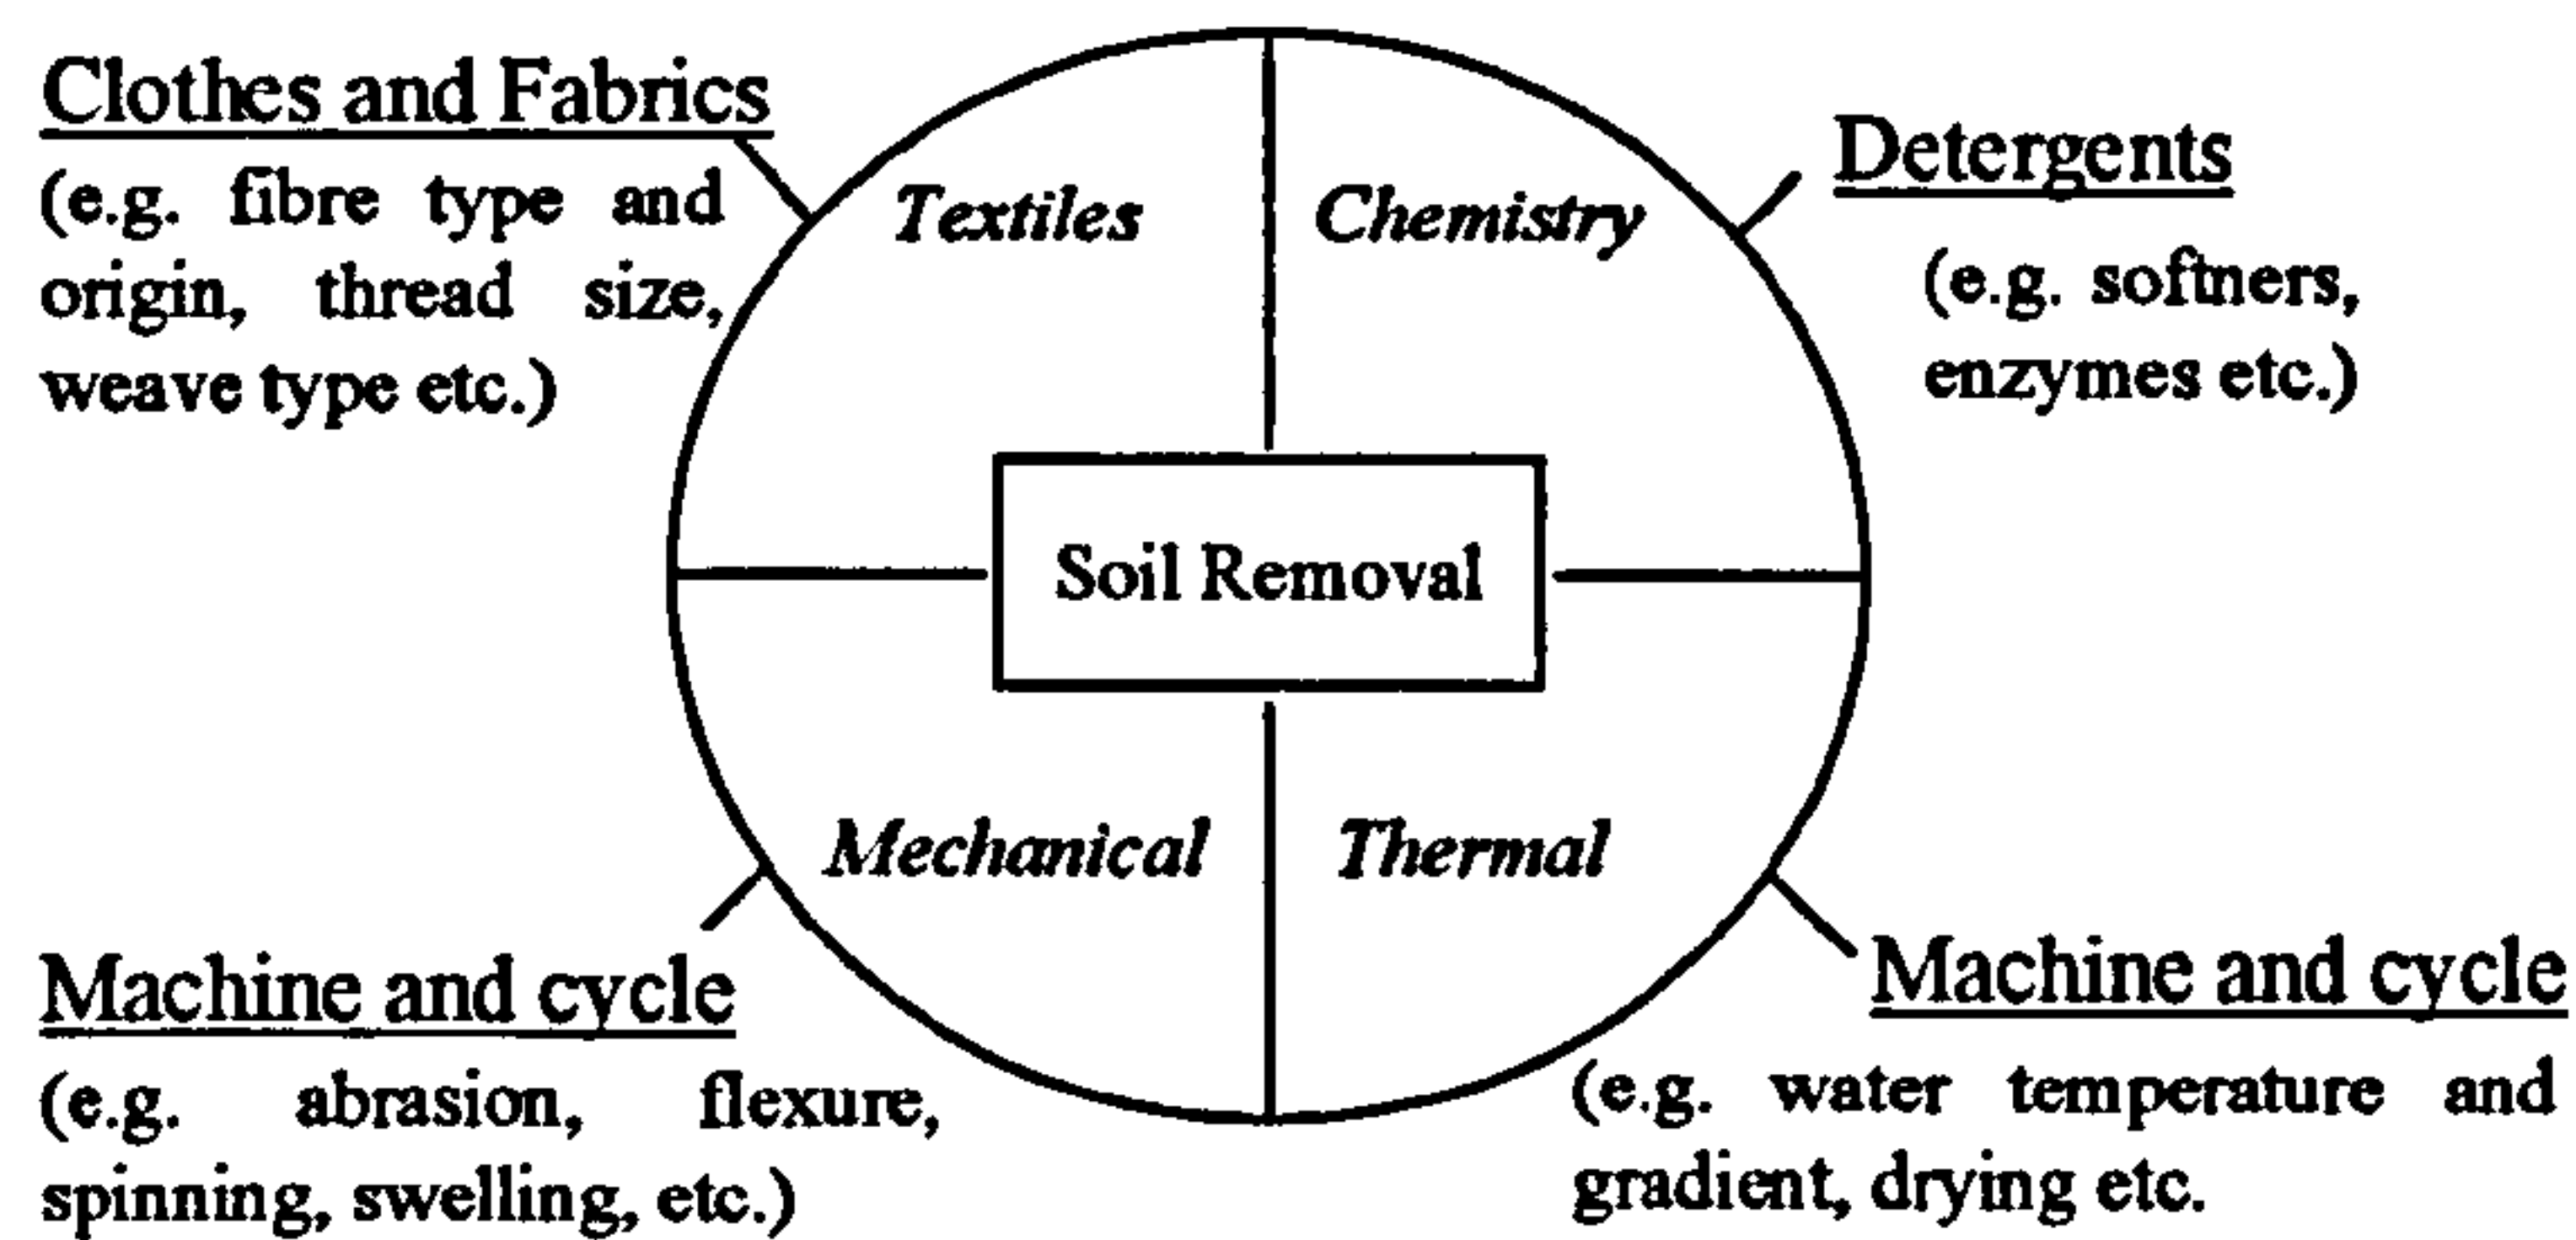 Clothes and Fabrics
(e.g. fibre type and
origin, thread size,
weave type etc.)
Textiles
Chemistry
Detergents
(e.g. softners,
enzymes etc.)
Soil Removal
Mechanical
Thermal
Machine and cycle
(e.g. abrasion, flexure,
spinning, swelling, etc.)
Machine and cycle
(e.g. water temperature and
gradient, drying etc.